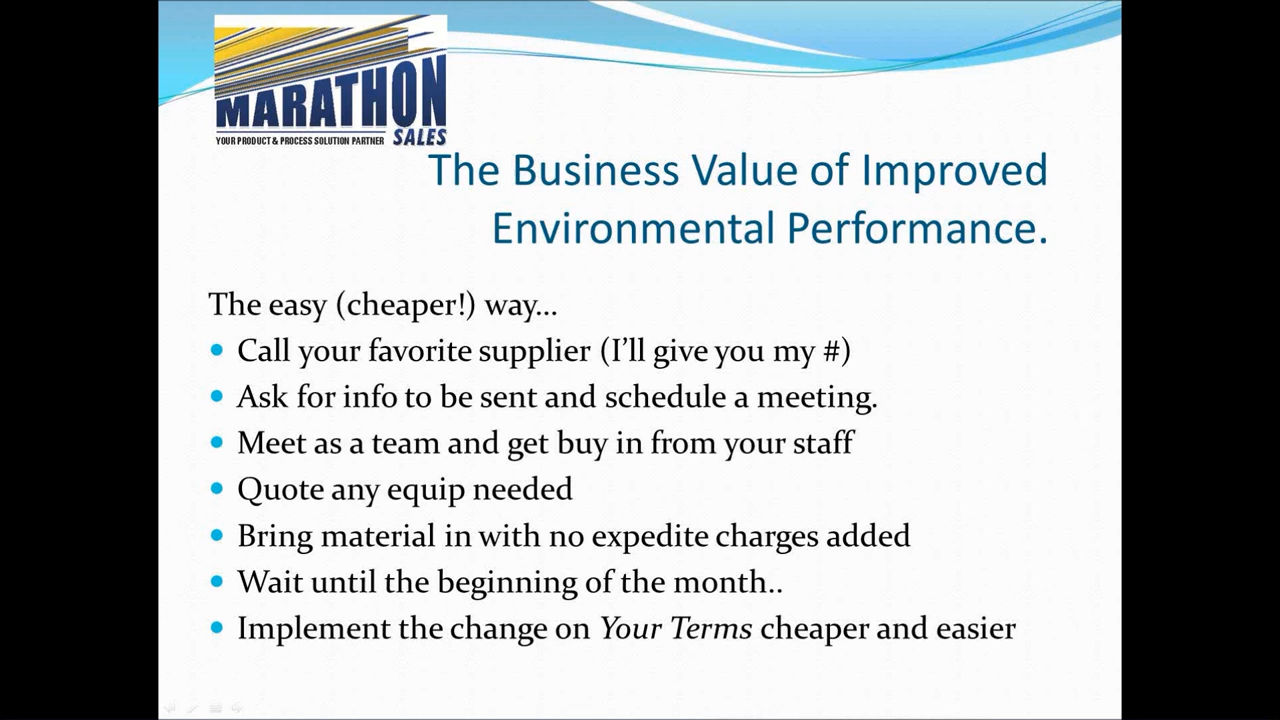 MARATHON
SALES
YOUR PRODUCT & PROCESS SOLUTION PARTNER
The Business Value of Improved
Environmental Performance.
The easy (cheaper!) way…
• Call your favorite supplier (I’ll give you my #)
• Ask for info to be sent and schedule a meeting.
• Meet as a team and get buy in from your staff
• Quote any equip needed
• Bring material in with no expedite charges added
• Wait until the beginning of the month..
• Implement the change on Your Terms cheaper and easier